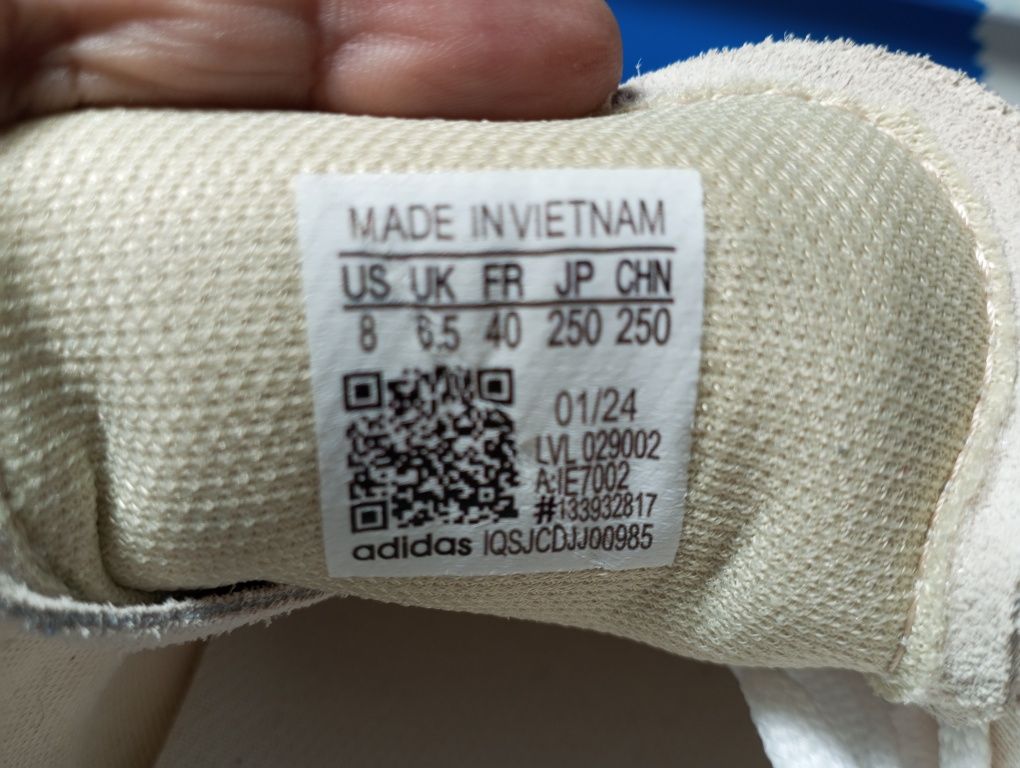 MADE IN VIETNAM
US UK FR JP CHN
8 6.5 40 250 250
01/24
LVL 029002
A:IE7002
#133932817
adidas IQSJCDJJ00985